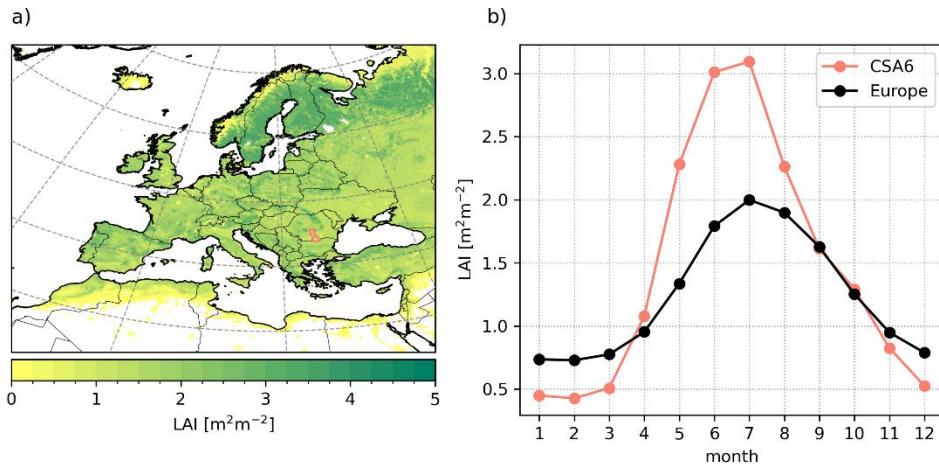 a)
0 1 2 3 4 5
LAI [m²m⁻²]
b)
3.0
2.5
2.0
1.5
1.0
0.5
LAI [m²m⁻²]
CSA6
Europe
1 2 3 4 5 6 7 8 9 10 11 12
month